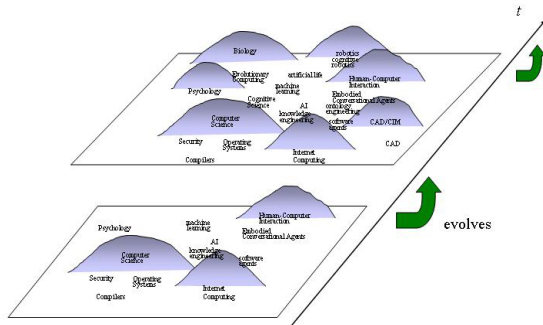 t
Biology
robotics
cognitive
robotics
Evolutionary
Computing
artificial life
Human-Computer
Interaction
Psychology
machine
learning
Cognitive
Science
Embodied
Conversational Agents
AI
ontology
engineering
knowledge
engineering
Computer
Science
software
agents
CAD/CIM
Security
Operating
Systems
CAD
Internet
Computing
Compilers
evolves
Human-Computer
Interaction
Psychology
machine
learning
Embodied
Conversational Agents
AI
knowledge
engineering
Computer
Science
software
agents
Security
Operating
Systems
Internet
Computing
Compilers